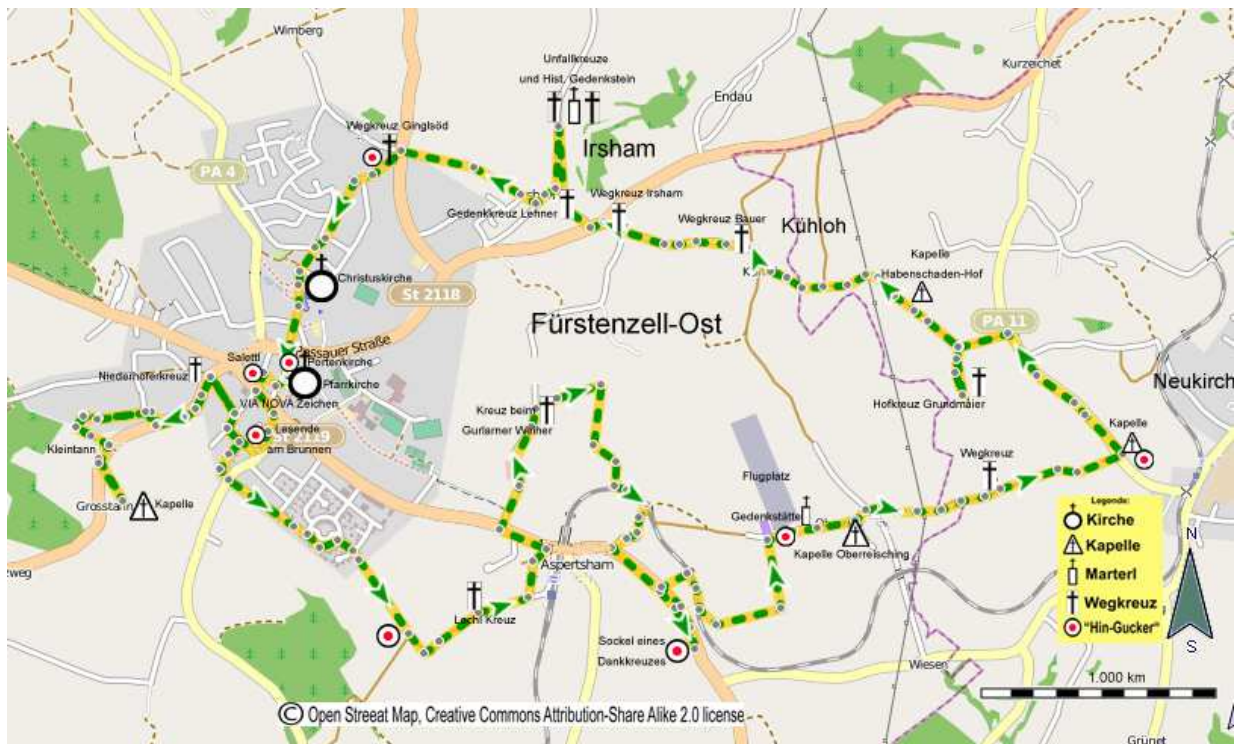 Wimberg
Unfallkreuze
und Hist. Gedenkstein
Kurzeichet
Endau
Wegkreuz Ginglsöd
Irsham
PA 4
Wegkreuz Irsham
Gedenkkreuz Lehner
Wegkreuz Bauer
Kühloh
Kapelle
Habenschaden-Hof
Christuskirche
St 2118
Fürstenzell-Ost
PA 11
Passauer Straße
Portenkirche
Salettl
Pfarrkirche
Niederhoferkreuz
VIA NOVA Zeichen
Hofkreuz Grundmaier
Neukirch
Kreuz beim
Gurlarner Weiher
Lesende
am Brunnen
St 2119
Kapelle
Kleintann
Wegkreuz
Flugplatz
Grosstann
Kapelle
Gedenkstätte
Kapelle Oberreisching
Legende:
Kirche
Kapelle
Marterl
Wegkreuz
"Hin-Gucker"
N
S
zweg
Aspertsham
Lechl Kreuz
Sockel eines
Dankkreuzes
Wiesen
1.000 km
© Open Streeat Map, Creative Commons Attribution-Share Alike 2.0 license
Grünet